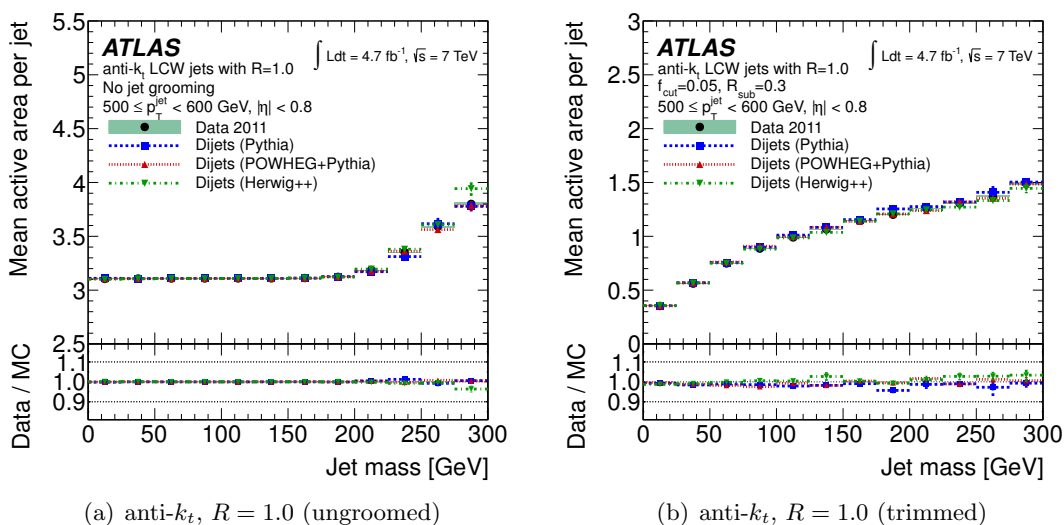 Mean active area per jet
5.5
5
4.5
4
3.5
3
2.5
ATLAS
∫ Ldt = 4.7 fb⁻¹, √s = 7 TeV
anti-kₜ LCW jets with R=1.0
No jet grooming
500 ≤ p_T^jet < 600 GeV, |η| < 0.8
Data 2011
Dijets (Pythia)
Dijets (POWHEG+Pythia)
Dijets (Herwig++)
Data / MC
1.1
1.0
0.9
0 50 100 150 200 250 300
Jet mass [GeV]
(a) anti-kₜ, R = 1.0 (ungroomed)
Mean active area per jet
3
2.5
2
1.5
1
0.5
0
ATLAS
∫ Ldt = 4.7 fb⁻¹, √s = 7 TeV
anti-kₜ LCW jets with R=1.0
f_cut=0.05, R_sub=0.3
500 ≤ p_T^jet < 600 GeV, |η| < 0.8
Data 2011
Dijets (Pythia)
Dijets (POWHEG+Pythia)
Dijets (Herwig++)
Data / MC
1.1
1.0
0.9
0 50 100 150 200 250 300
Jet mass [GeV]
(b) anti-kₜ, R = 1.0 (trimmed)